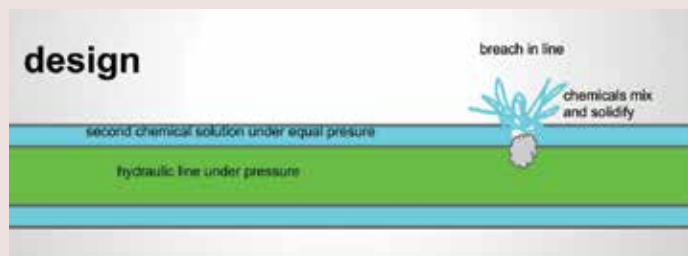 design
breach in line
chemicals mix
and solidify
second chemical solution under equal presure
hydraulic line under pressure